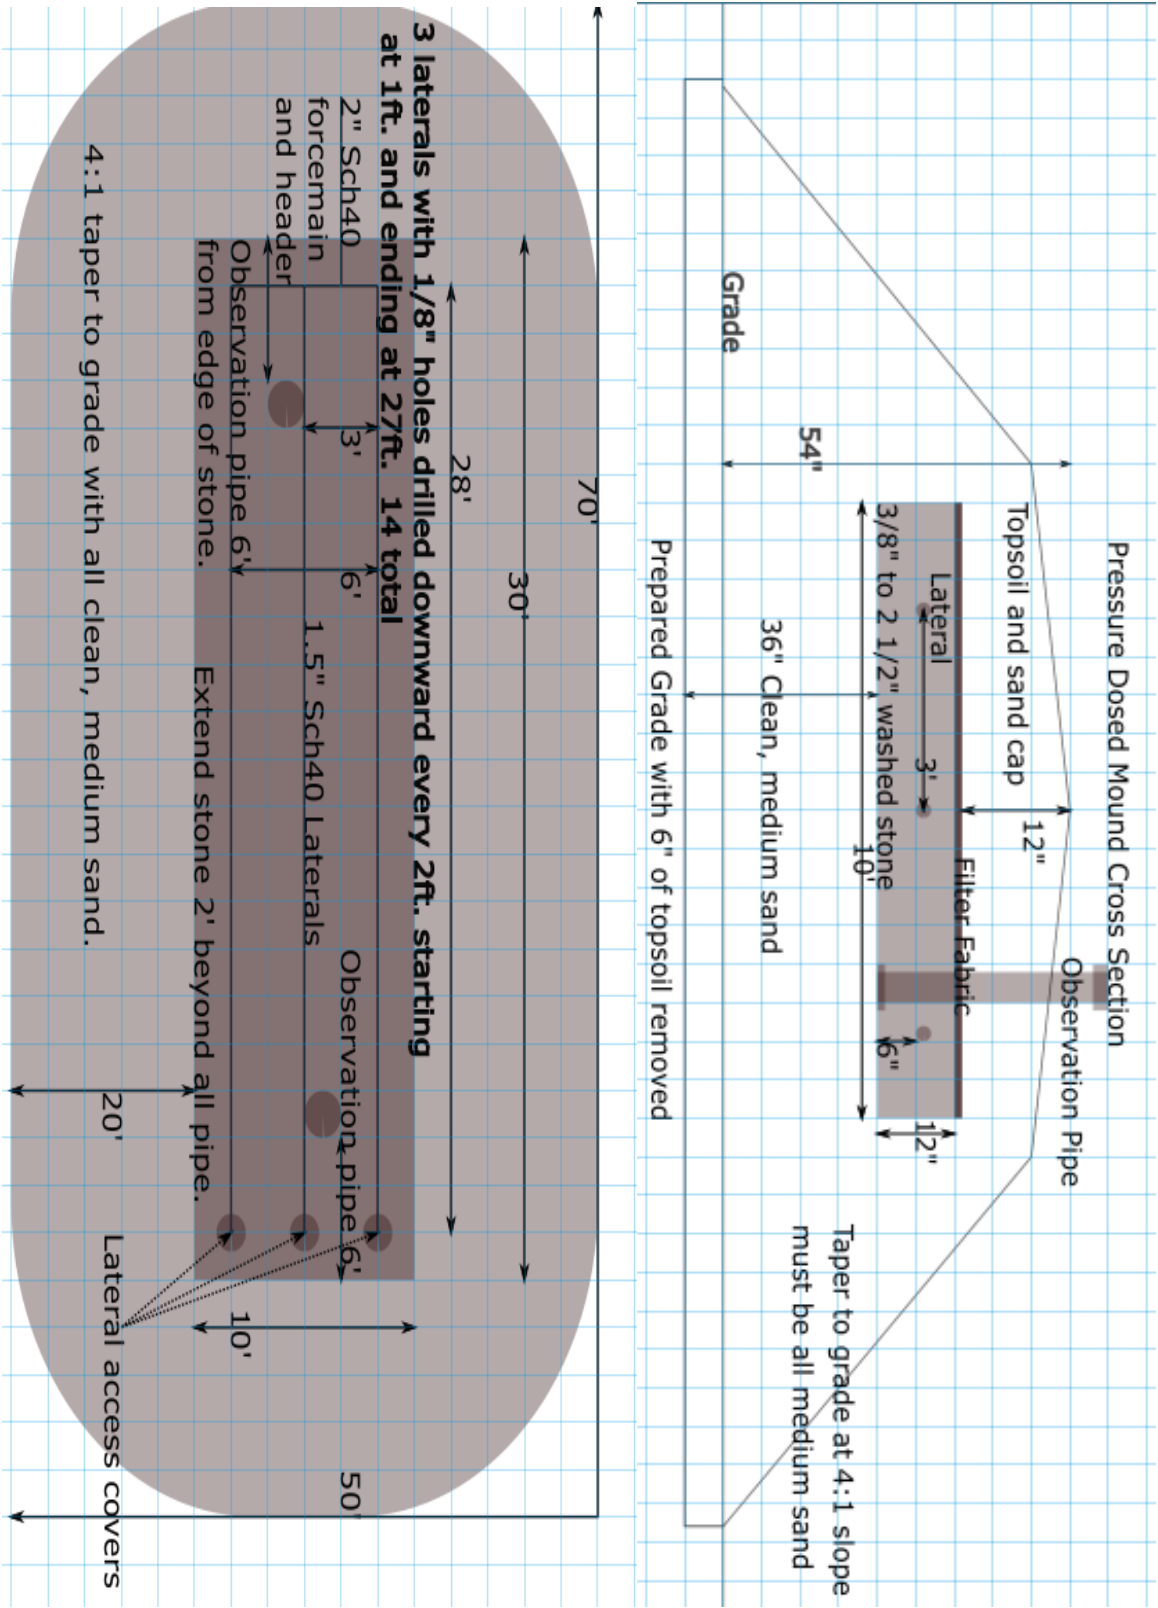 Pressure Dosed Mound Cross Section
Observation Pipe
Topsoil and sand cap
12"
Filter Fabric
Lateral
3'
3/8" to 2 1/2" washed stone
6"
12"
10'
54"
Grade
36" Clean, medium sand
Prepared Grade with 6" of topsoil removed
Taper to grade at 4:1 slope
must be all medium sand
70'
30'
28'
3 laterals with 1/8" holes drilled downward every 2ft. starting
at 1ft. and ending at 27ft. 14 total
2" Sch40
forcemain
and header
3'
6'
1.5" Sch40 Laterals
Observation pipe 6'
Observation pipe 6'
from edge of stone.
Extend stone 2' beyond all pipe.
10'
50'
20'
4:1 taper to grade with all clean, medium sand.
Lateral access covers